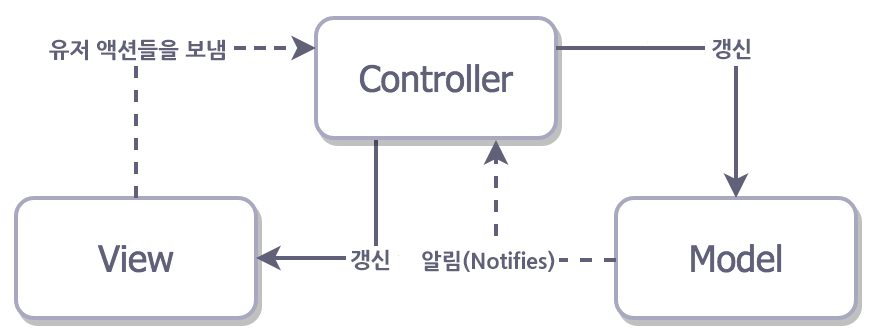 유저 액션들을 보냄
Controller
갱신
View
갱신
알림(Notifies)
Model